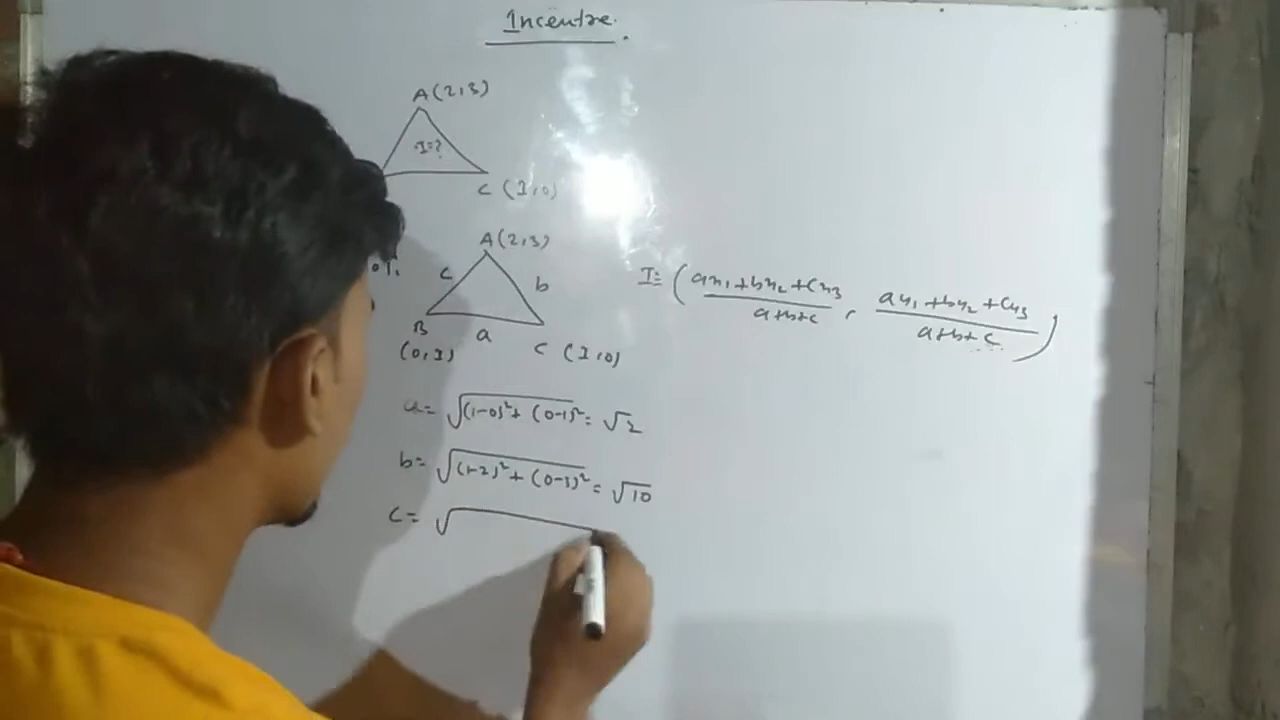 Incentre.
A(2,3)
·I=?
C (1,0)
A(2,3)
c
b
B
a
C (1,0)
(0,1)
I= (ax₁+bx₂+cx₃/a+b+c, ay₁+by₂+cy₃/a+b+c)
a= √(1-0)²+(0-1)² = √2
b= √(1-2)²+(0-3)² = √10
c= √